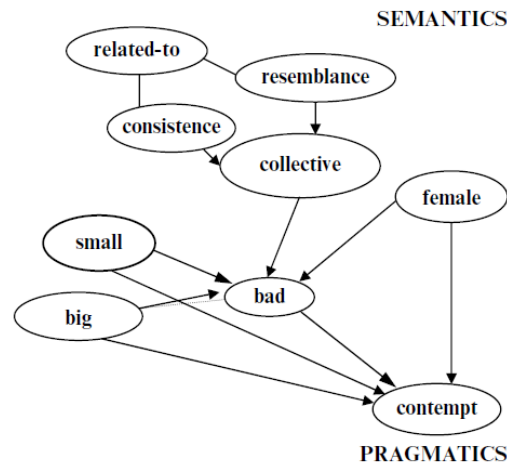 SEMANTICS
related-to
resemblance
consistence
collective
female
small
bad
big
contempt
PRAGMATICS